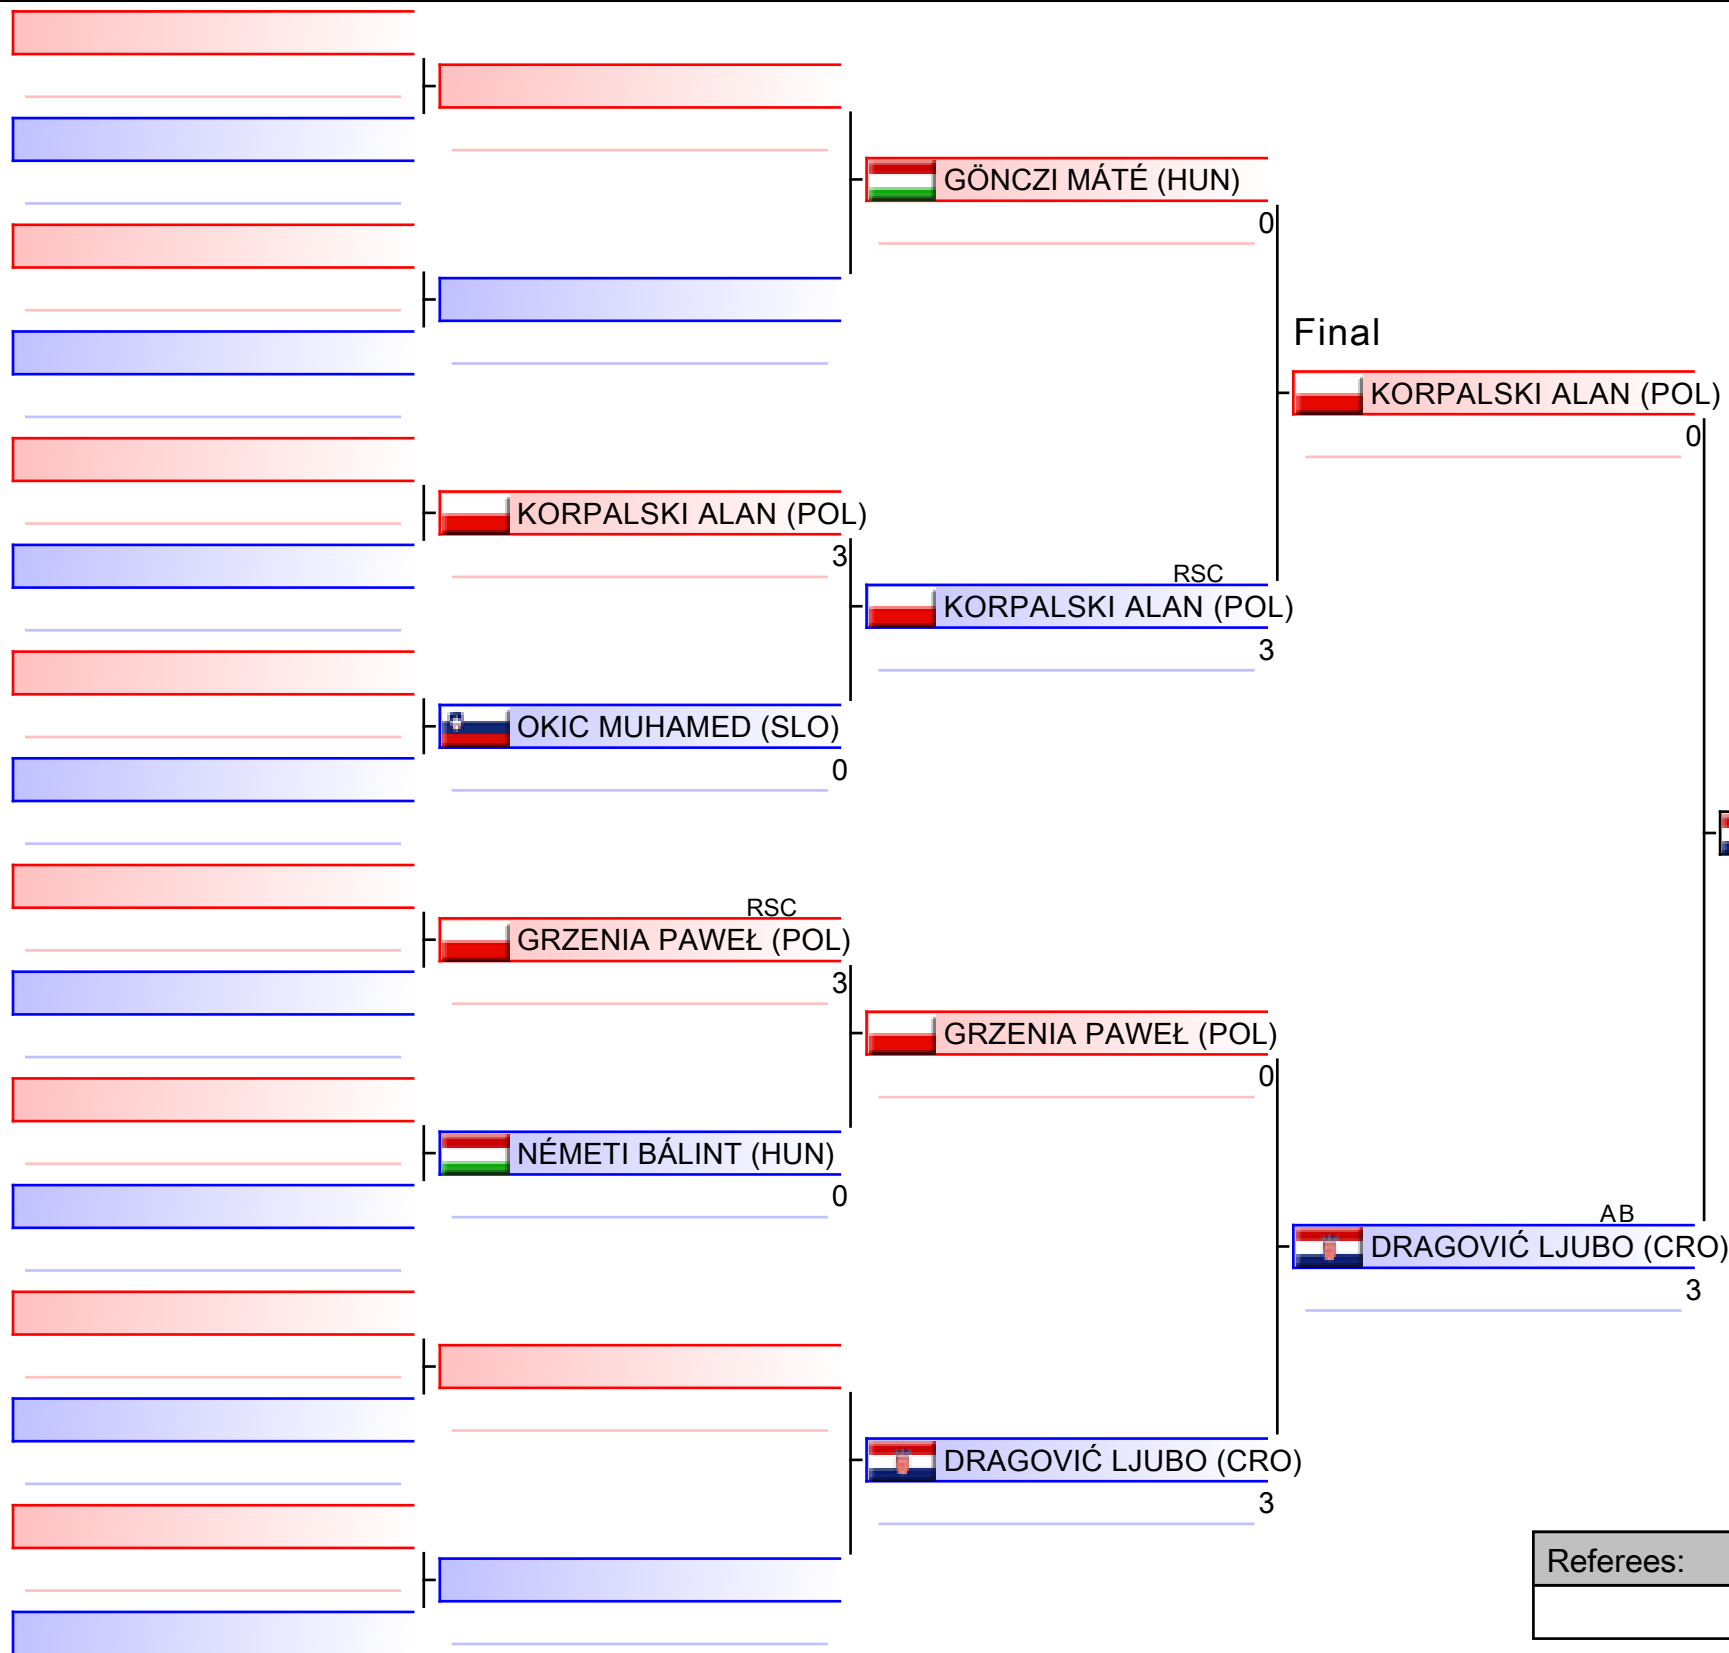 GÖNCZI MÁTÉ (HUN)
0
Final
KORPALSKI ALAN (POL)
0
KORPALSKI ALAN (POL)
3
RSC
KORPALSKI ALAN (POL)
3
OKIC MUHAMED (SLO)
0
RSC
GRZENIA PAWEŁ (POL)
3
GRZENIA PAWEŁ (POL)
0
NÉMETI BÁLINT (HUN)
0
AB
DRAGOVIĆ LJUBO (CRO)
3
DRAGOVIĆ LJUBO (CRO)
3
Referees: